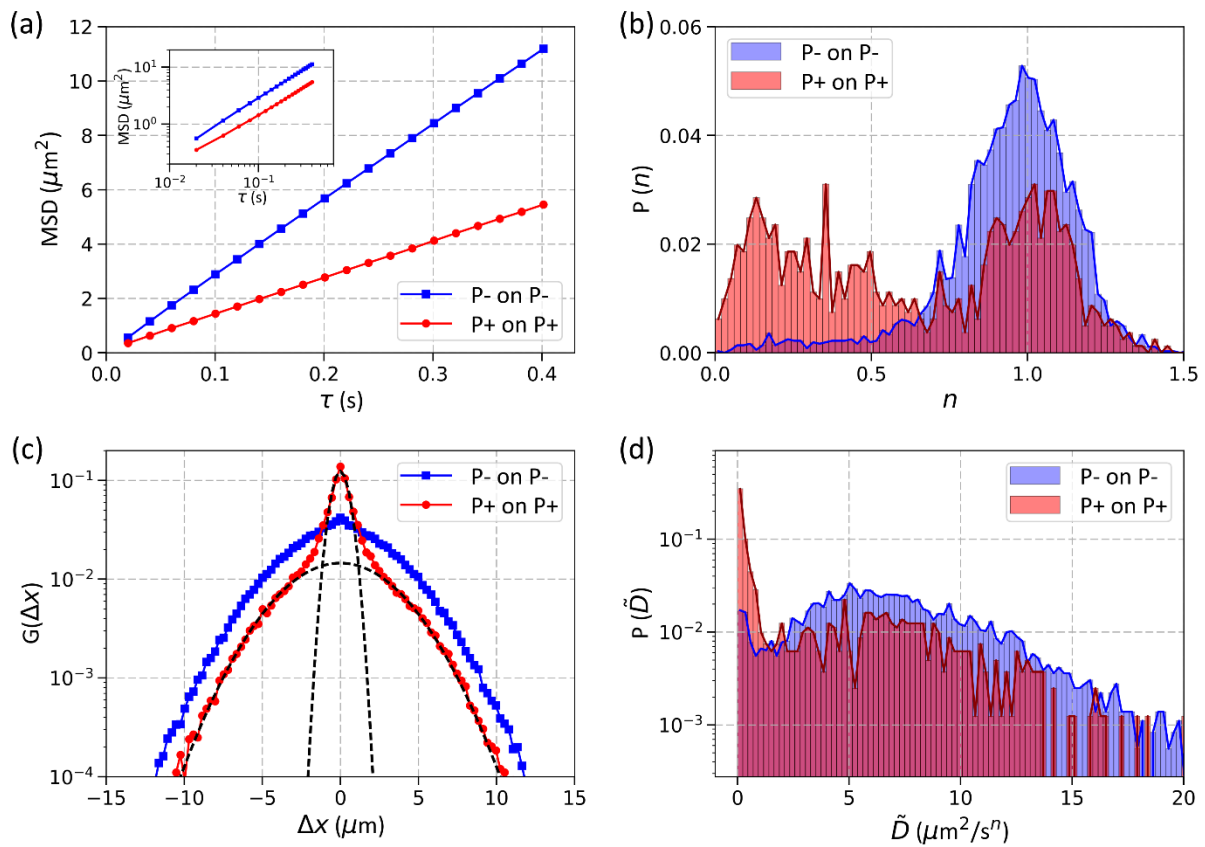 (a)
12
10
8
6
4
2
0
MSD (μm²)
10¹
10⁰
MSD (μm²)
10⁻²
10⁻¹
τ (s)
P- on P-
P+ on P+
0.0
0.1
0.2
0.3
0.4
τ (s)
(b)
0.06
0.04
0.02
0.00
P (n)
P- on P-
P+ on P+
0.0
0.5
1.0
1.5
n
(c)
10⁻¹
10⁻²
10⁻³
10⁻⁴
G(Δx)
P- on P-
P+ on P+
−15
−10
−5
0
5
10
15
Δx (μm)
(d)
10⁻¹
10⁻²
10⁻³
P (D̃)
P- on P-
P+ on P+
0
5
10
15
20
D̃ (μm²/sⁿ)